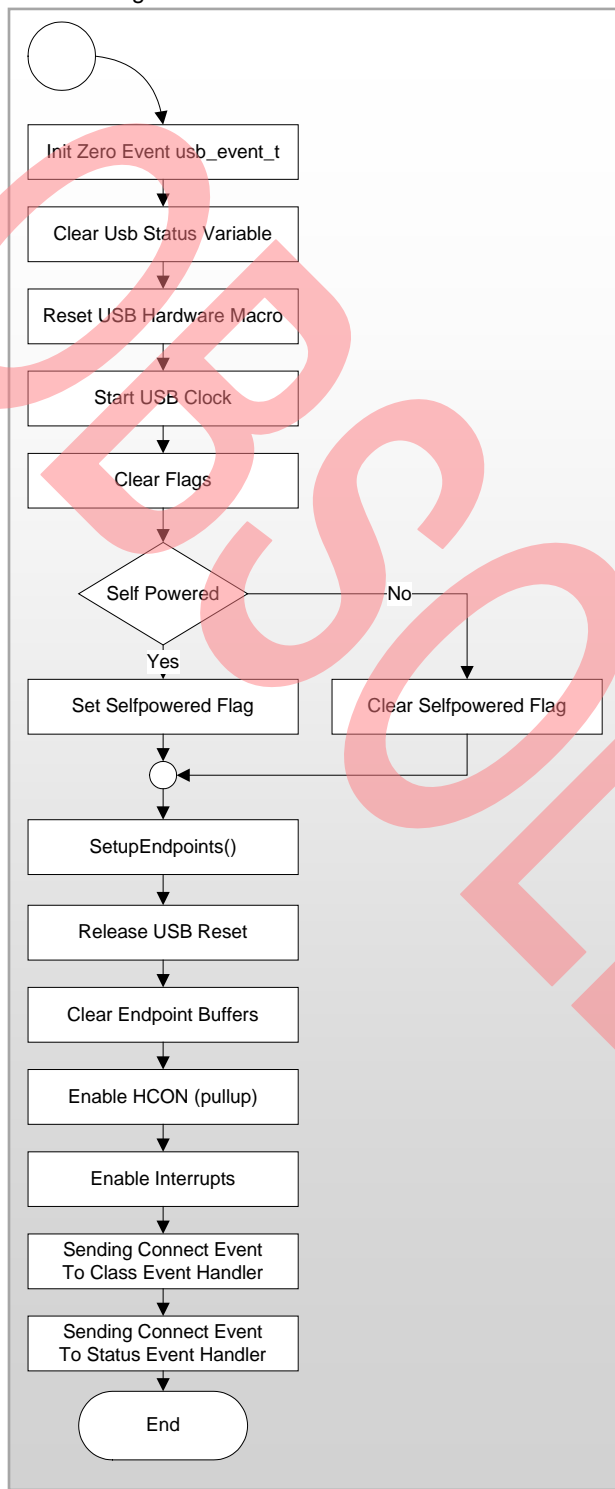 Init Zero Event usb_event_t
Clear Usb Status Variable
Reset USB Hardware Macro
Start USB Clock
Clear Flags
Self Powered
No
Yes
Set Selfpowered Flag
Clear Selfpowered Flag
SetupEndpoints()
Release USB Reset
Clear Endpoint Buffers
Enable HCON (pullup)
Enable Interrupts
Sending Connect Event
To Class Event Handler
Sending Connect Event
To Status Event Handler
End
OBSOL